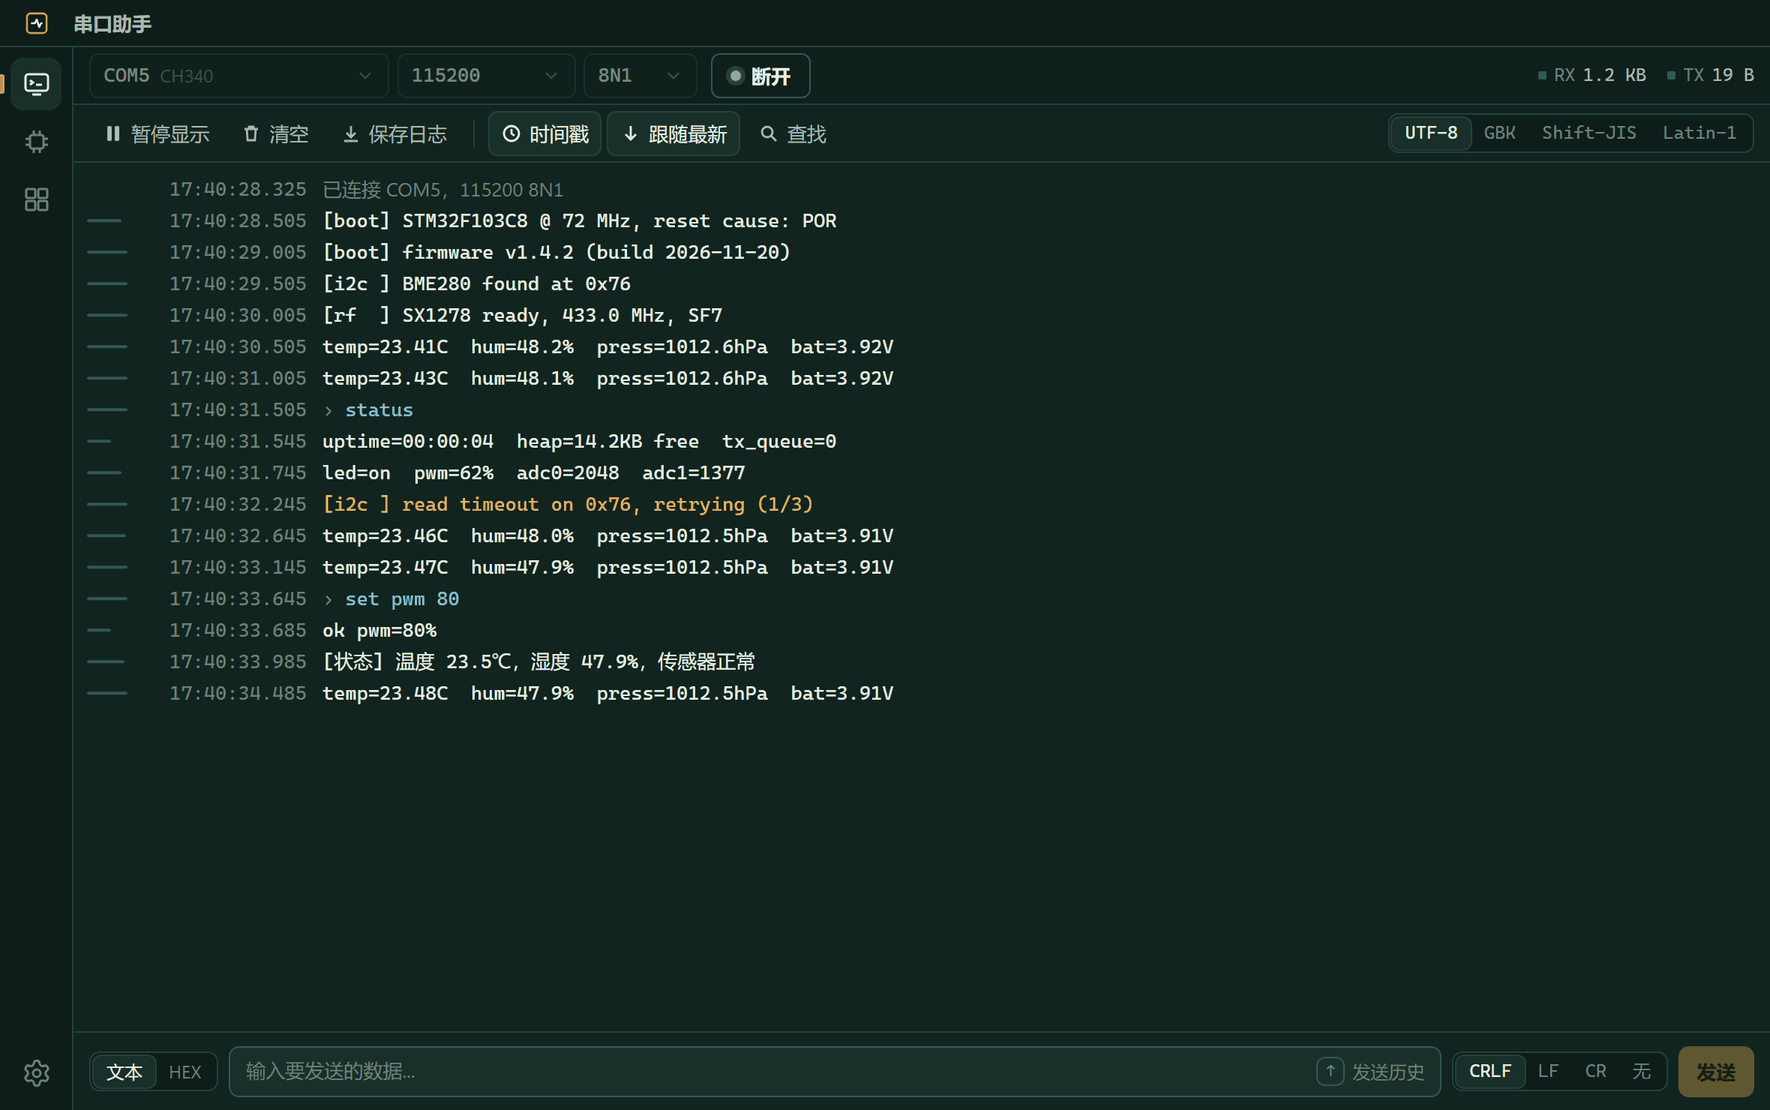 串口助手
COM5 CH340 115200 8N1 断开 RX 1.2 KB TX 19 B
暂停显示 清空 保存日志 时间戳 跟随最新 查找 UTF-8 GBK Shift-JIS Latin-1
17:40:28.325 已连接 COM5，115200 8N1
17:40:28.505 [boot] STM32F103C8 @ 72 MHz, reset cause: POR
17:40:29.005 [boot] firmware v1.4.2 (build 2026-11-20)
17:40:29.505 [i2c ] BME280 found at 0x76
17:40:30.005 [rf  ] SX1278 ready, 433.0 MHz, SF7
17:40:30.505 temp=23.41C  hum=48.2%  press=1012.6hPa  bat=3.92V
17:40:31.005 temp=23.43C  hum=48.1%  press=1012.6hPa  bat=3.92V
17:40:31.505 › status
17:40:31.545 uptime=00:00:04  heap=14.2KB free  tx_queue=0
17:40:31.745 led=on  pwm=62%  adc0=2048  adc1=1377
17:40:32.245 [i2c ] read timeout on 0x76, retrying (1/3)
17:40:32.645 temp=23.46C  hum=48.0%  press=1012.5hPa  bat=3.91V
17:40:33.145 temp=23.47C  hum=47.9%  press=1012.5hPa  bat=3.91V
17:40:33.645 › set pwm 80
17:40:33.685 ok pwm=80%
17:40:33.985 [状态] 温度 23.5℃，湿度 47.9%，传感器正常
17:40:34.485 temp=23.48C  hum=47.9%  press=1012.5hPa  bat=3.91V
文本 HEX 输入要发送的数据... ↑ 发送历史 CRLF LF CR 无 发送